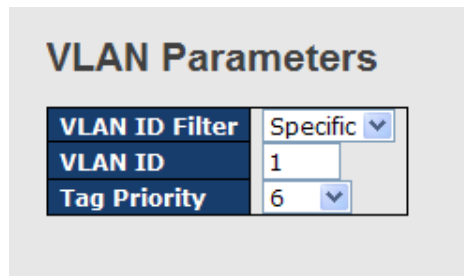 VLAN Parameters
VLAN ID Filter Specific
VLAN ID 1
Tag Priority 6